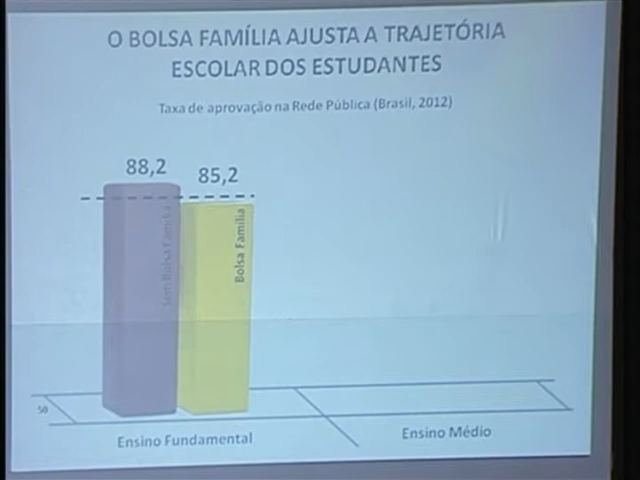 O BOLSA FAMÍLIA AJUSTA A TRAJETÓRIA
ESCOLAR DOS ESTUDANTES
Taxa de aprovação na Rede Pública (Brasil, 2012)
88,2
85,2
Sem Bolsa Família
Bolsa Família
50
Ensino Fundamental
Ensino Médio